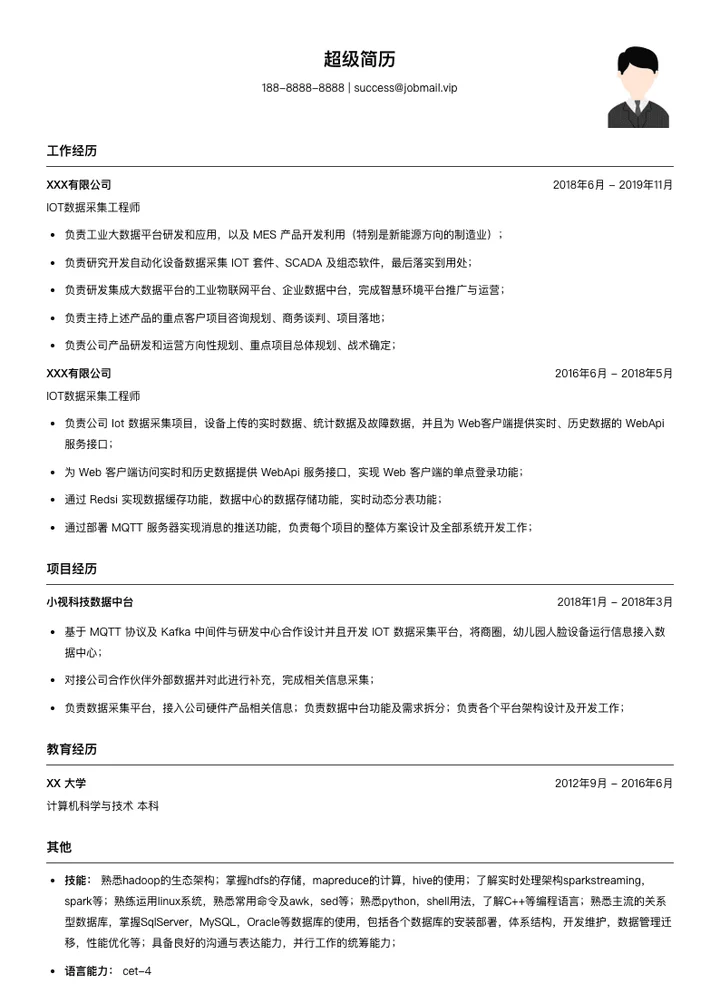 超级简历
188-8888-8888 | success@jobmail.vip
工作经历
XXX有限公司 2018年6月 – 2019年11月
IOT数据采集工程师
• 负责工业大数据平台研发和应用，以及 MES 产品开发利用（特别是新能源方向的制造业）；
• 负责研究开发自动化设备数据采集 IOT 套件、SCADA 及组态软件，最后落实到用处；
• 负责研发集成大数据平台的工业物联网平台、企业数据中台，完成智慧环境平台推广与运营；
• 负责主持上述产品的重点客户项目咨询规划、商务谈判、项目落地；
• 负责公司产品研发和运营方向性规划、重点项目总体规划、战术确定；
XXX有限公司 2016年6月 – 2018年5月
IOT数据采集工程师
• 负责公司 Iot 数据采集项目，设备上传的实时数据、统计数据及故障数据，并且为 Web客户端提供实时、历史数据的 WebApi
服务接口；
• 为 Web 客户端访问实时和历史数据提供 WebApi 服务接口，实现 Web 客户端的单点登录功能；
• 通过 Redsi 实现数据缓存功能，数据中心的数据存储功能，实时动态分表功能；
• 通过部署 MQTT 服务器实现消息的推送功能，负责每个项目的整体方案设计及全部系统开发工作；
项目经历
小视科技数据中台 2018年1月 – 2018年3月
• 基于 MQTT 协议及 Kafka 中间件与研发中心合作设计并且开发 IOT 数据采集平台，将商圈，幼儿园人脸设备运行信息接入数
据中心；
• 对接公司合作伙伴外部数据并对此进行补充，完成相关信息采集；
• 负责数据采集平台，接入公司硬件产品相关信息；负责数据中台功能及需求拆分；负责各个平台架构设计及开发工作；
教育经历
XX 大学 2012年9月 – 2016年6月
计算机科学与技术 本科
其他
• 技能： 熟悉hadoop的生态架构；掌握hdfs的存储，mapreduce的计算，hive的使用；了解实时处理架构sparkstreaming，
spark等；熟练运用linux系统，熟悉常用命令及awk，sed等；熟悉python，shell用法，了解C++等编程语言；熟悉主流的关系
型数据库，掌握SqlServer，MySQL，Oracle等数据库的使用，包括各个数据库的安装部署，体系结构，开发维护，数据管理迁
移，性能优化等；具备良好的沟通与表达能力，并行工作的统筹能力；
• 语言能力： cet-4